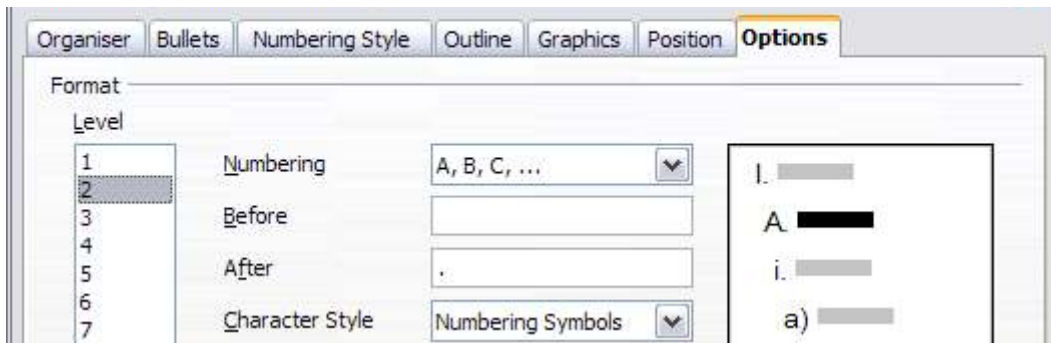 Organiser Bullets Numbering Style Outline Graphics Position Options
Format
Level
1
2
3
4
5
6
7
Numbering A, B, C, ...
Before
After .
Character Style Numbering Symbols
I.
A.
i.
a)